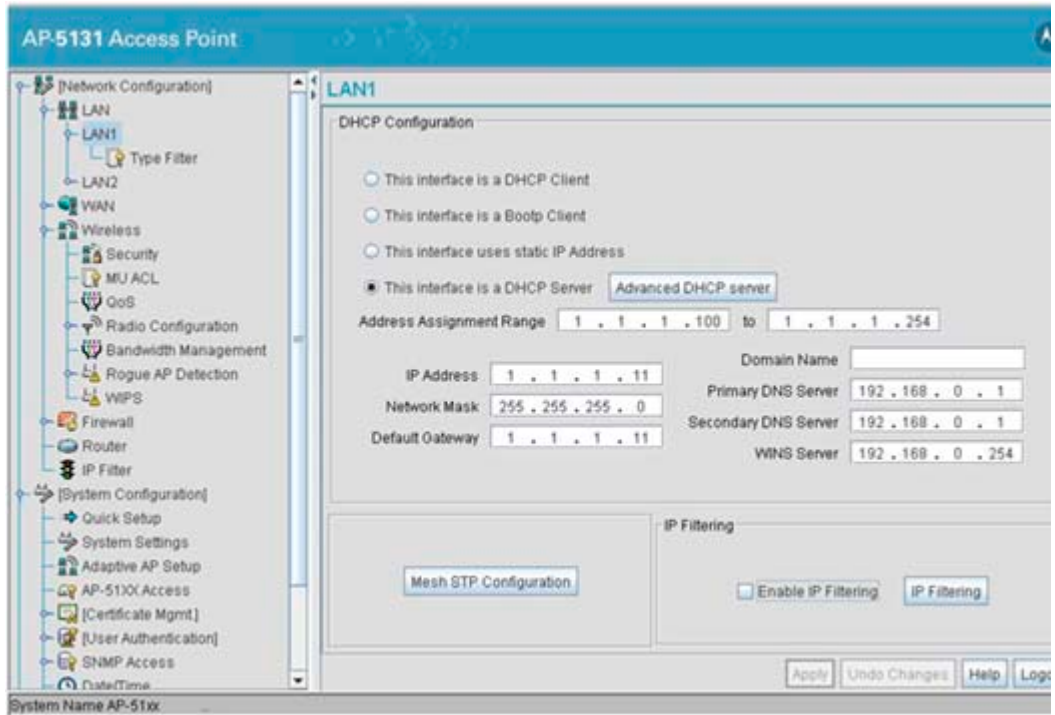 AP-5131 Access Point
[Network Configuration]
LAN
LAN1
Type Filter
LAN2
WAN
Wireless
Security
MU ACL
QoS
Radio Configuration
Bandwidth Management
Rogue AP Detection
WIPS
Firewall
Router
IP Filter
[System Configuration]
Quick Setup
System Settings
Adaptive AP Setup
AP-51XX Access
[Certificate Mgmt.]
[User Authentication]
SNMP Access
Date/Time
LAN1
DHCP Configuration
This interface is a DHCP Client
This interface is a Bootp Client
This interface uses static IP Address
This interface is a DHCP Server Advanced DHCP server
Address Assignment Range 1 . 1 . 1 . 100 to 1 . 1 . 1 . 254
IP Address 1 . 1 . 1 . 11
Network Mask 255 . 255 . 255 . 0
Default Gateway 1 . 1 . 1 . 11
Domain Name
Primary DNS Server 192 . 168 . 0 . 1
Secondary DNS Server 192 . 168 . 0 . 1
WINS Server 192 . 168 . 0 . 254
Mesh STP Configuration
IP Filtering
Enable IP Filtering IP Filtering
Apply Undo Changes Help Logo
System Name AP-51xx